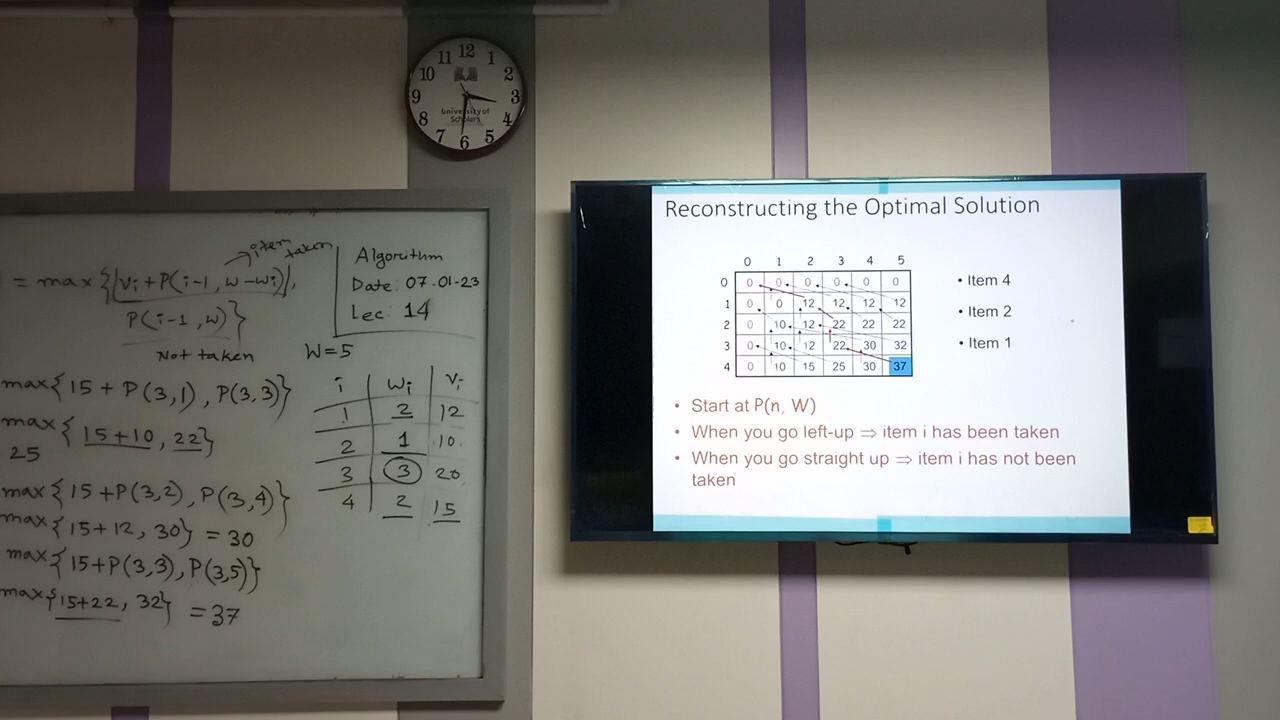 11 12 1
10 2
9 3
8 4
7 6 5
University of
Scholars
item taken
= max {[Vi + P(i-1, w-wi)],
P(i-1, w)}
Not taken
Algorithm
Date: 07-01-23
Lec: 14
W=5
max{15 + P(3,1), P(3,3)}
max { 15+10, 22}
25
max{15 + P(3,2), P(3,4)}
max{15+12, 30} = 30
max{15+P(3,3), P(3,5)}
max{15+22, 32} = 37
i wi vi
1 2 12
2 1 10
3 3 20
4 2 15
Reconstructing the Optimal Solution
0 1 2 3 4 5
0 0 0 0 0 0 0
1 0 0 12 12 12 12
2 0 10 12 22 22 22
3 0 10 12 22 30 32
4 0 10 15 25 30 37
• Item 4
• Item 2
• Item 1
• Start at P(n, W)
• When you go left-up ⇒ item i has been taken
• When you go straight up ⇒ item i has not been
taken